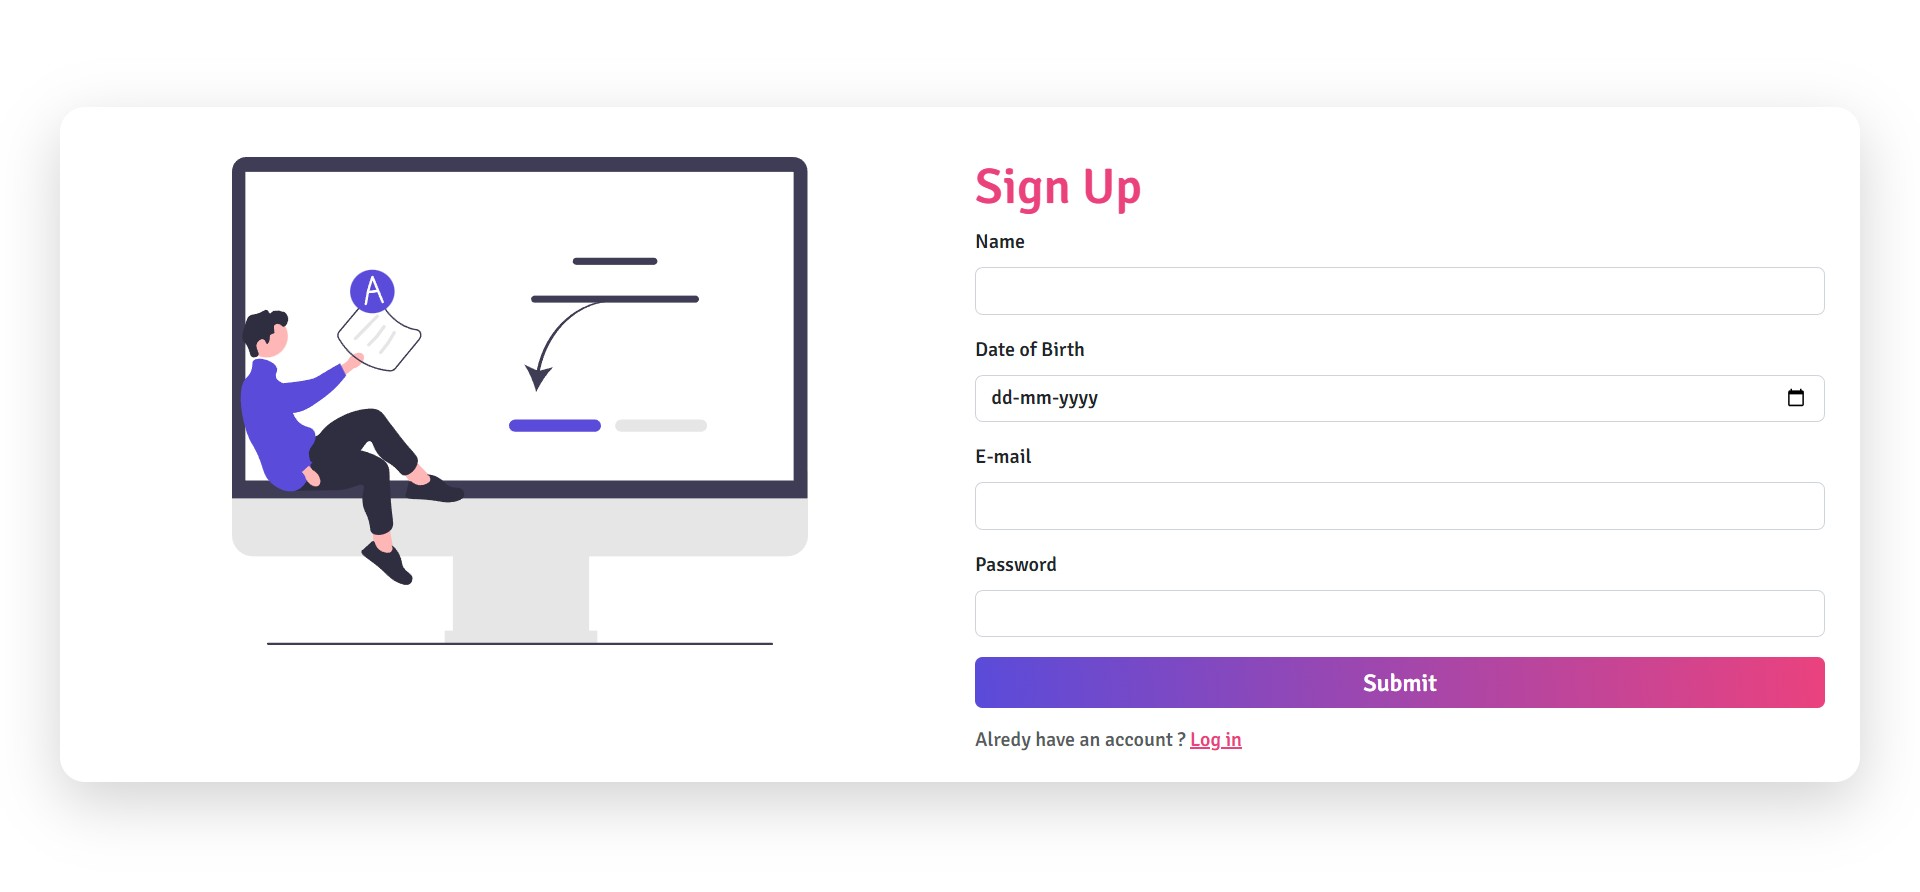 A
Sign Up
Name
Date of Birth
dd-mm-yyyy
E-mail
Password
Submit
Alredy have an account ? Log in